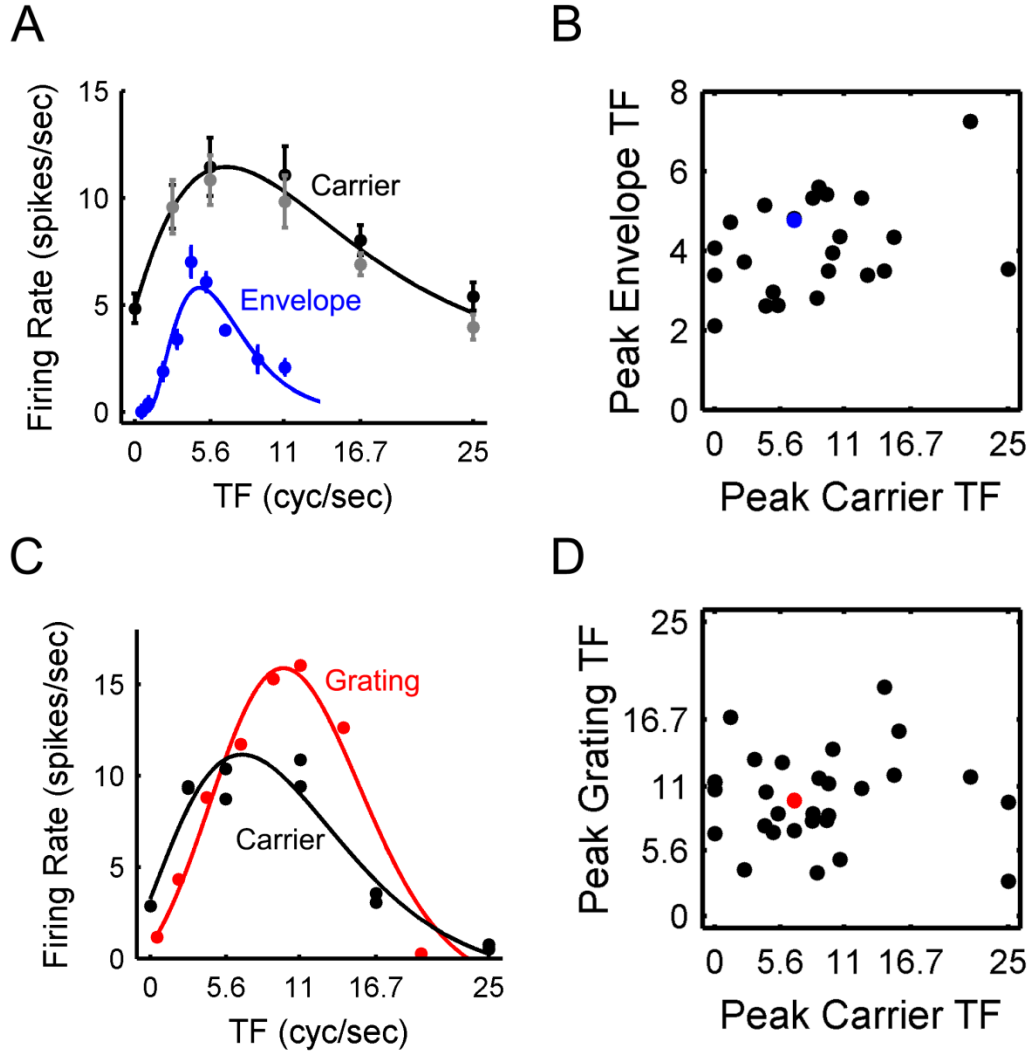 A
Firing Rate (spikes/sec)
15
10
5
0
Carrier
Envelope
0 5.6 11 16.7 25
TF (cyc/sec)
B
Peak Envelope TF
8
6
4
2
0
0 5.6 11 16.7 25
Peak Carrier TF
C
Firing Rate (spikes/sec)
15
10
5
0
Grating
Carrier
0 5.6 11 16.7 25
TF (cyc/sec)
D
Peak Grating TF
25
16.7
11
5.6
0
0 5.6 11 16.7 25
Peak Carrier TF